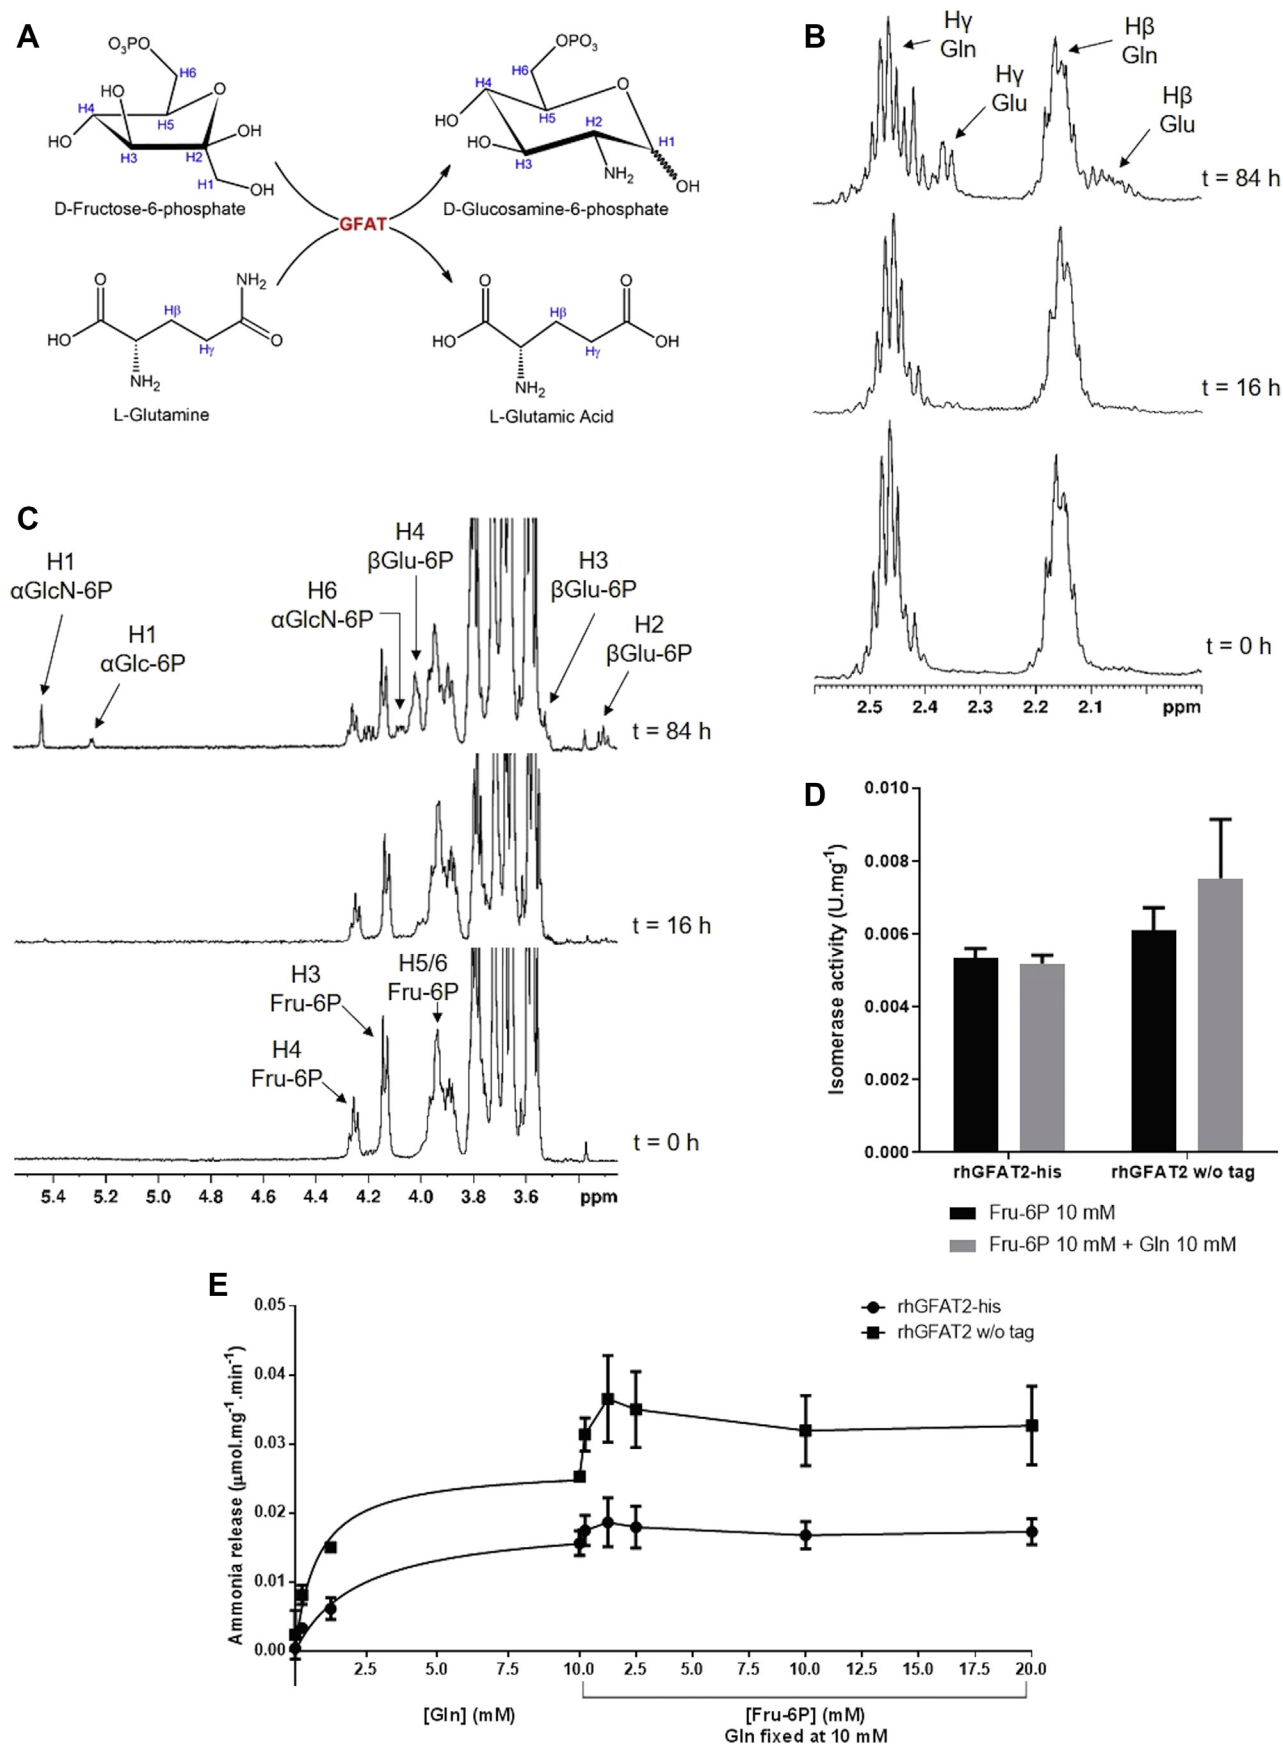 A
O₃PO
H6
HO
H4
O
OH
HO
H5
H3
H2
H1
OH
D-Fructose-6-phosphate
OPO₃
H6
H4
O
HO
H5
H2
H1
HO
H3
NH₂
OH
D-Glucosamine-6-phosphate
GFAT
O
NH₂
Hβ
HO
O
Hγ
NH₂
L-Glutamine
O
O
Hβ
HO
OH
Hγ
NH₂
L-Glutamic Acid
B
Hγ
Gln
Hγ
Glu
Hβ
Gln
Hβ
Glu
t = 84 h
t = 16 h
t = 0 h
2.5 2.4 2.3 2.2 2.1 ppm
C
H1
αGlcN-6P
H1
αGlc-6P
H6
αGlcN-6P
H4
βGlu-6P
H3
βGlu-6P
H2
βGlu-6P
t = 84 h
t = 16 h
H3
Fru-6P
H5/6
Fru-6P
H4
Fru-6P
t = 0 h
5.4 5.2 5.0 4.8 4.6 4.4 4.2 4.0 3.8 3.6 ppm
D
Isomerase activity (U.mg⁻¹)
0.010
0.008
0.006
0.004
0.002
0.000
rhGFAT2-his rhGFAT2 w/o tag
Fru-6P 10 mM
Fru-6P 10 mM + Gln 10 mM
E
rhGFAT2-his
rhGFAT2 w/o tag
Ammonia release (µmol.mg⁻¹.min⁻¹)
0.05
0.04
0.03
0.02
0.01
0.00
2.5 5.0 7.5 10.0 2.5 5.0 7.5 10.0 12.5 15.0 17.5 20.0
[Gln] (mM)
[Fru-6P] (mM)
Gln fixed at 10 mM